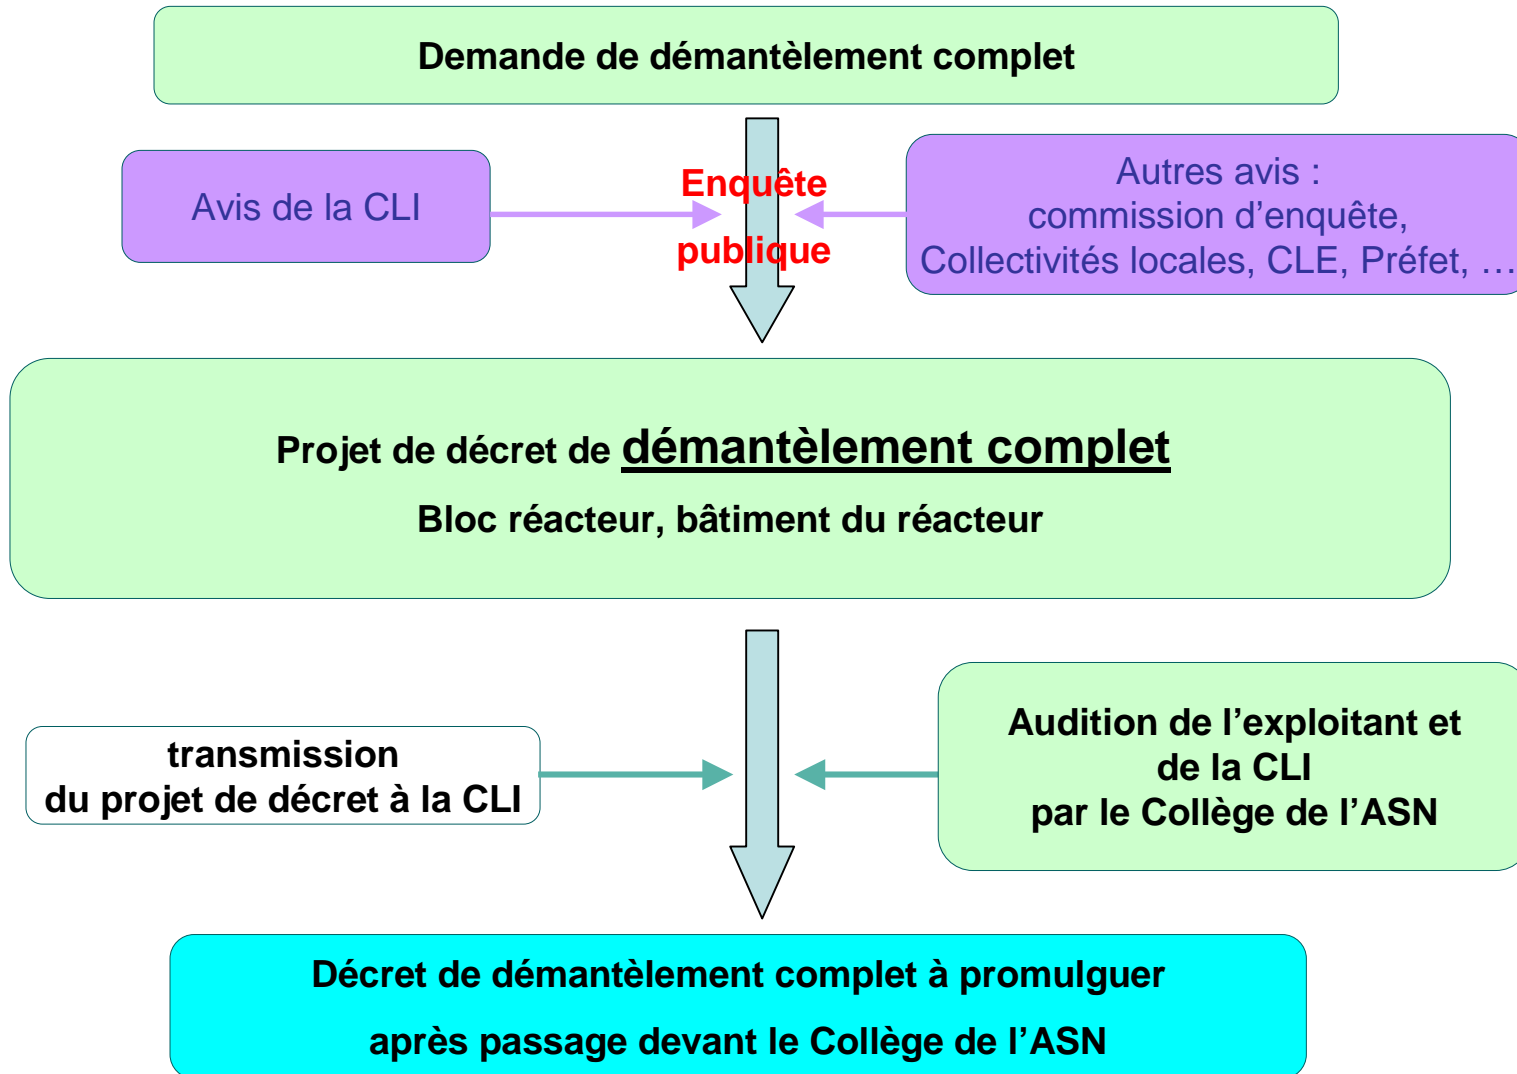 Demande de démantèlement complet
Avis de la CLI
Enquête
publique
Autres avis :
commission d’enquête,
Collectivités locales, CLE, Préfet, …
Projet de décret de démantèlement complet
Bloc réacteur, bâtiment du réacteur
transmission
du projet de décret à la CLI
Audition de l’exploitant et
de la CLI
par le Collège de l’ASN
Décret de démantèlement complet à promulguer
après passage devant le Collège de l’ASN